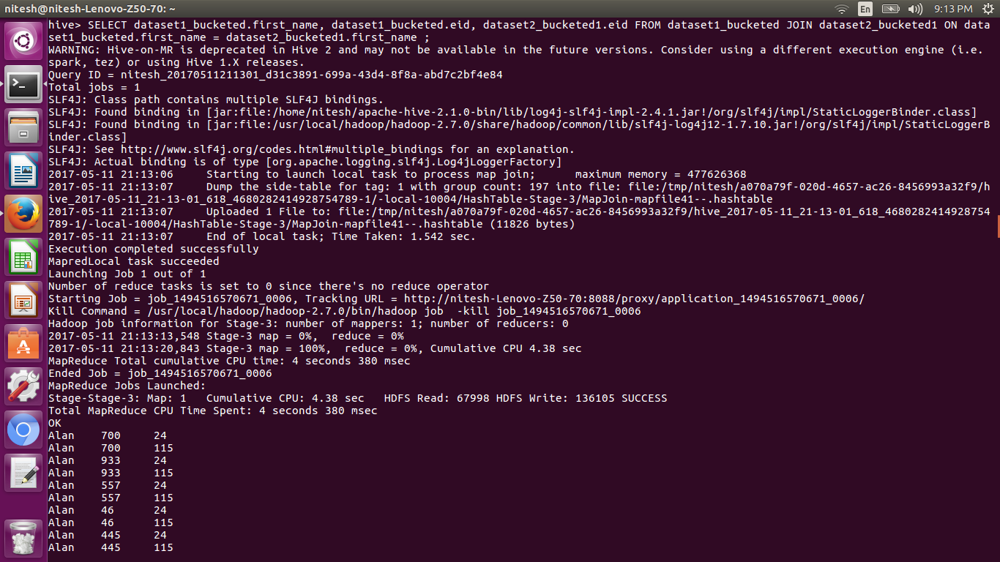 nitesh@nitesh-Lenovo-Z50-70: ~
En
9:13 PM
hive> SELECT dataset1_bucketed.first_name, dataset1_bucketed.eid, dataset2_bucketed1.eid FROM dataset1_bucketed JOIN dataset2_bucketed1 ON data
set1_bucketed.first_name = dataset2_bucketed1.first_name ;
WARNING: Hive-on-MR is deprecated in Hive 2 and may not be available in the future versions. Consider using a different execution engine (i.e.
spark, tez) or using Hive 1.X releases.
Query ID = nitesh_20170511211301_d31c3891-699a-43d4-8f8a-abd7c2bf4e84
Total jobs = 1
SLF4J: Class path contains multiple SLF4J bindings.
SLF4J: Found binding in [jar:file:/home/nitesh/apache-hive-2.1.0-bin/lib/log4j-slf4j-impl-2.4.1.jar!/org/slf4j/impl/StaticLoggerBinder.class]
SLF4J: Found binding in [jar:file:/usr/local/hadoop/hadoop-2.7.0/share/hadoop/common/lib/slf4j-log4j12-1.7.10.jar!/org/slf4j/impl/StaticLoggerB
inder.class]
SLF4J: See http://www.slf4j.org/codes.html#multiple_bindings for an explanation.
SLF4J: Actual binding is of type [org.apache.logging.slf4j.Log4jLoggerFactory]
2017-05-11 21:13:06     Starting to launch local task to process map join;      maximum memory = 477626368
2017-05-11 21:13:07     Dump the side-table for tag: 1 with group count: 197 into file: file:/tmp/nitesh/a070a79f-020d-4657-ac26-8456993a32f9/h
ive_2017-05-11_21-13-01_618_4680282414928754789-1/-local-10004/HashTable-Stage-3/MapJoin-mapfile41--.hashtable
2017-05-11 21:13:07     Uploaded 1 File to: file:/tmp/nitesh/a070a79f-020d-4657-ac26-8456993a32f9/hive_2017-05-11_21-13-01_618_4680282414928754
789-1/-local-10004/HashTable-Stage-3/MapJoin-mapfile41--.hashtable (11826 bytes)
2017-05-11 21:13:07     End of local task; Time Taken: 1.542 sec.
Execution completed successfully
MapredLocal task succeeded
Launching Job 1 out of 1
Number of reduce tasks is set to 0 since there's no reduce operator
Starting Job = job_1494516570671_0006, Tracking URL = http://nitesh-Lenovo-Z50-70:8088/proxy/application_1494516570671_0006/
Kill Command = /usr/local/hadoop/hadoop-2.7.0/bin/hadoop job  -kill job_1494516570671_0006
Hadoop job information for Stage-3: number of mappers: 1; number of reducers: 0
2017-05-11 21:13:13,548 Stage-3 map = 0%,  reduce = 0%
2017-05-11 21:13:20,843 Stage-3 map = 100%,  reduce = 0%, Cumulative CPU 4.38 sec
MapReduce Total cumulative CPU time: 4 seconds 380 msec
Ended Job = job_1494516570671_0006
MapReduce Jobs Launched:
Stage-Stage-3: Map: 1   Cumulative CPU: 4.38 sec   HDFS Read: 67998 HDFS Write: 136105 SUCCESS
Total MapReduce CPU Time Spent: 4 seconds 380 msec
OK
Alan    700     24
Alan    700     115
Alan    933     24
Alan    933     115
Alan    557     24
Alan    557     115
Alan    46      24
Alan    46      115
Alan    445     24
Alan    445     115